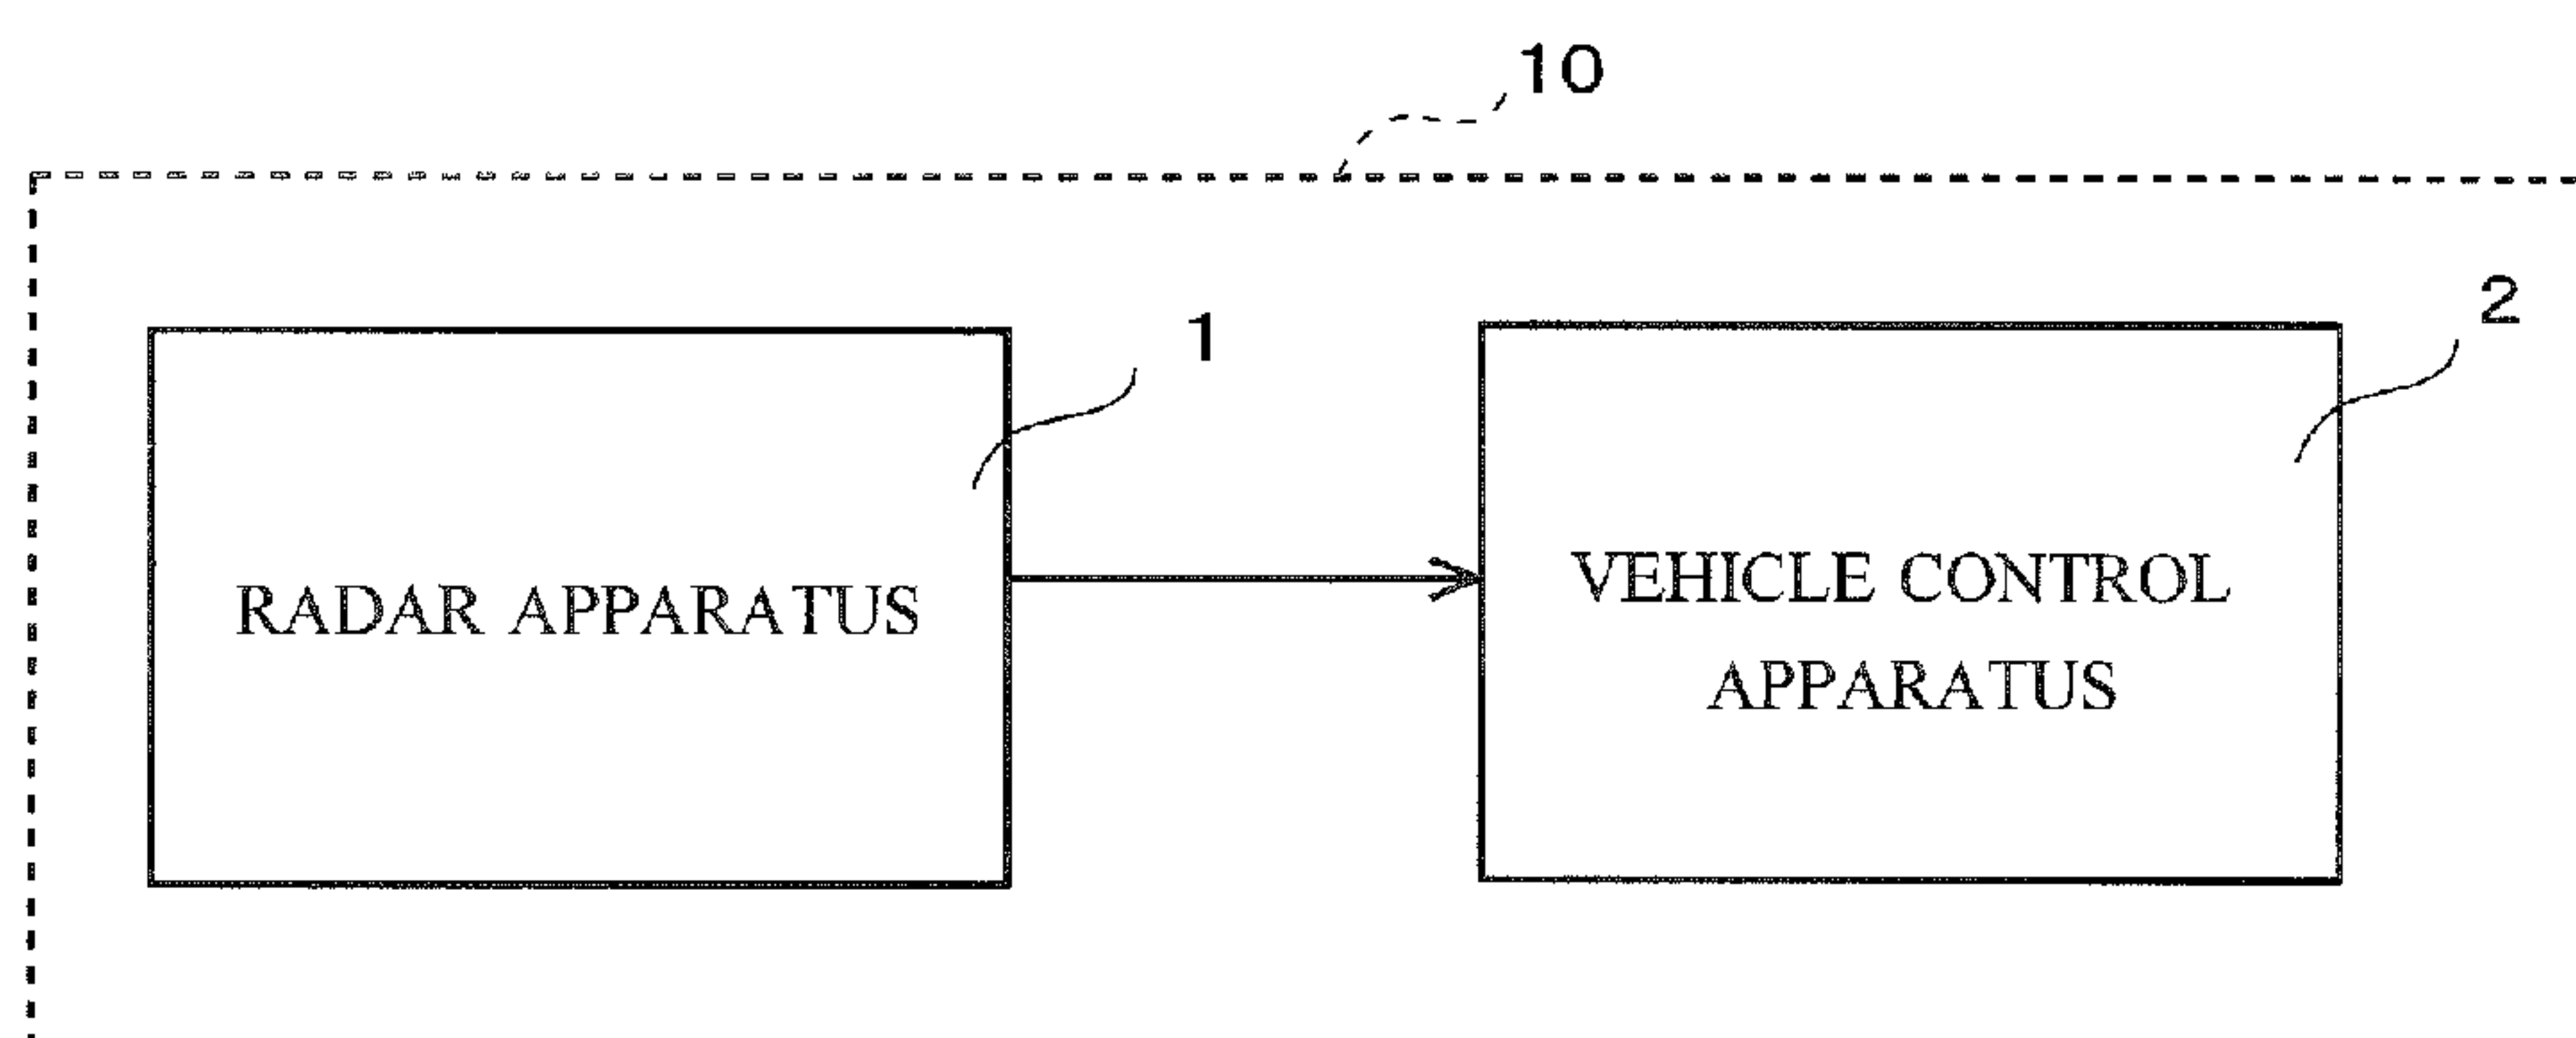 10
1
2
RADAR APPARATUS
VEHICLE CONTROL
APPARATUS